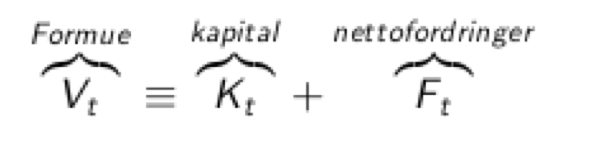 Formue kapital nettofordringer
V_t ≡ K_t + F_t